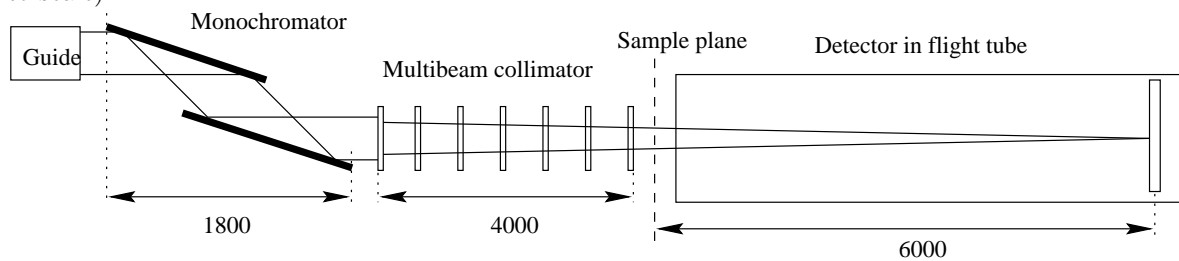 Monochromator
Guide
Sample plane
Detector in flight tube
Multibeam collimator
1800
4000
6000